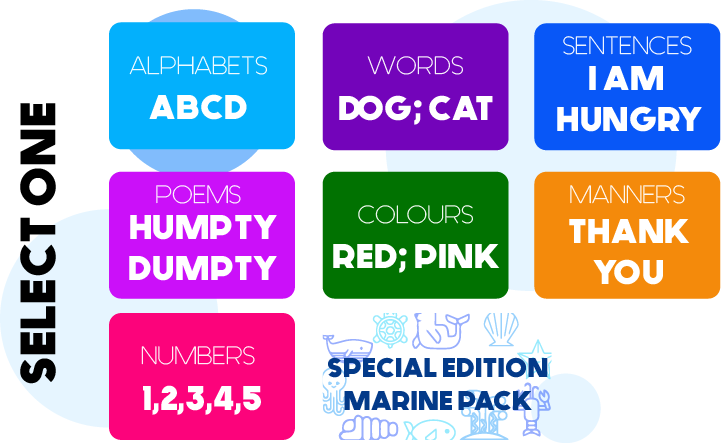 SELECT ONE
ALPHABETS
ABCD
WORDS
DOG; CAT
SENTENCES
I AM
HUNGRY
POEMS
HUMPTY
DUMPTY
COLOURS
RED; PINK
MANNERS
THANK
YOU
NUMBERS
1,2,3,4,5
SPECIAL EDITION
MARINE PACK